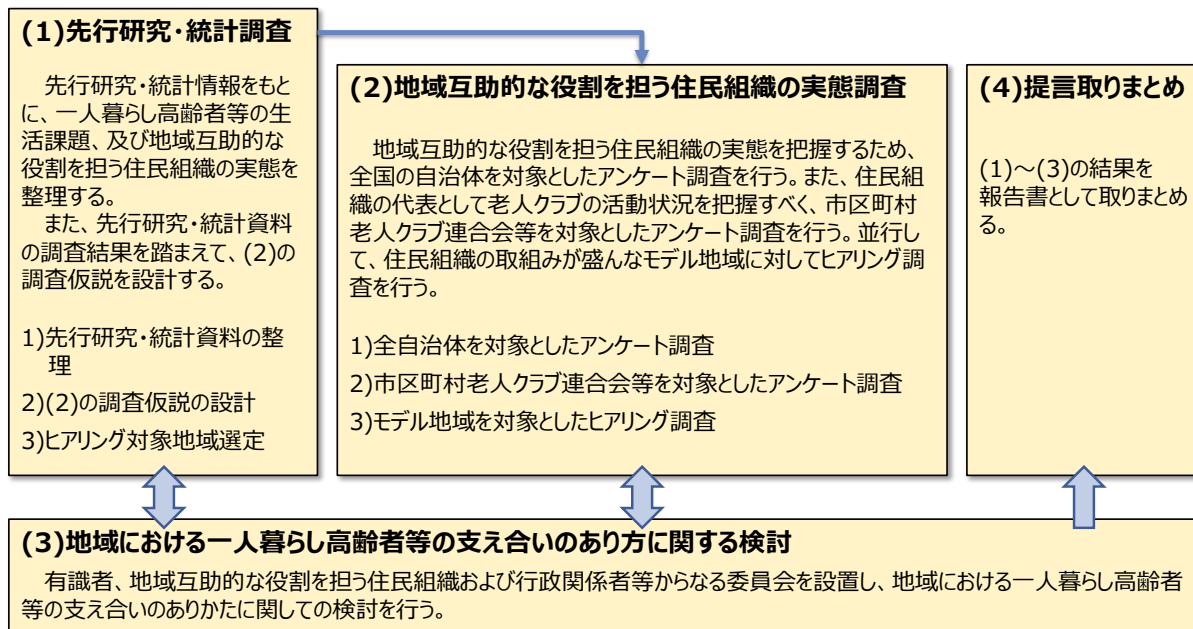 (1)先行研究・統計調査
　先行研究・統計情報をもと
に、一人暮らし高齢者等の生
活課題、及び地域互助的な
役割を担う住民組織の実態を
整理する。
　また、先行研究・統計資料
の調査結果を踏まえて、(2)の
調査仮説を設計する。
1)先行研究・統計資料の整
理
2)(2)の調査仮説の設計
3)ヒアリング対象地域選定
(2)地域互助的な役割を担う住民組織の実態調査
　地域互助的な役割を担う住民組織の実態を把握するため、
全国の自治体を対象としたアンケート調査を行う。また、住民組
織の代表として老人クラブの活動状況を把握すべく、市区町村
老人クラブ連合会等を対象としたアンケート調査を行う。並行し
て、住民組織の取組みが盛んなモデル地域に対してヒアリング調
査を行う。
1)全自治体を対象としたアンケート調査
2)市区町村老人クラブ連合会等を対象としたアンケート調査
3)モデル地域を対象としたヒアリング調査
(4)提言取りまとめ
(1)～(3)の結果を
報告書として取りまとめ
る。
(3)地域における一人暮らし高齢者等の支え合いのあり方に関する検討
　有識者、地域互助的な役割を担う住民組織および行政関係者等からなる委員会を設置し、地域における一人暮らし高齢者
等の支え合いのありかたに関しての検討を行う。